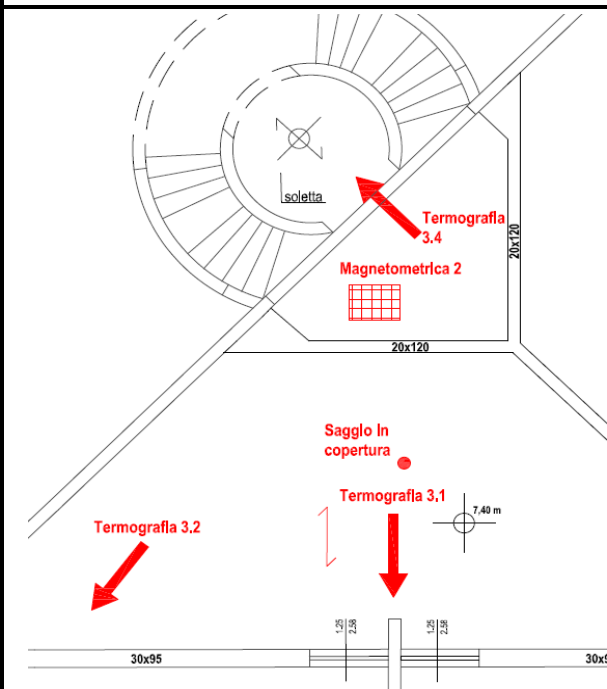 soletta
Termografia
3.4
20x120
Magnetometrica 2
20x120
Saggio in
copertura
Termografia 3.1
7,40 m
Termografia 3.2
1.25
2.58
1.25
2.58
30x95
30x9